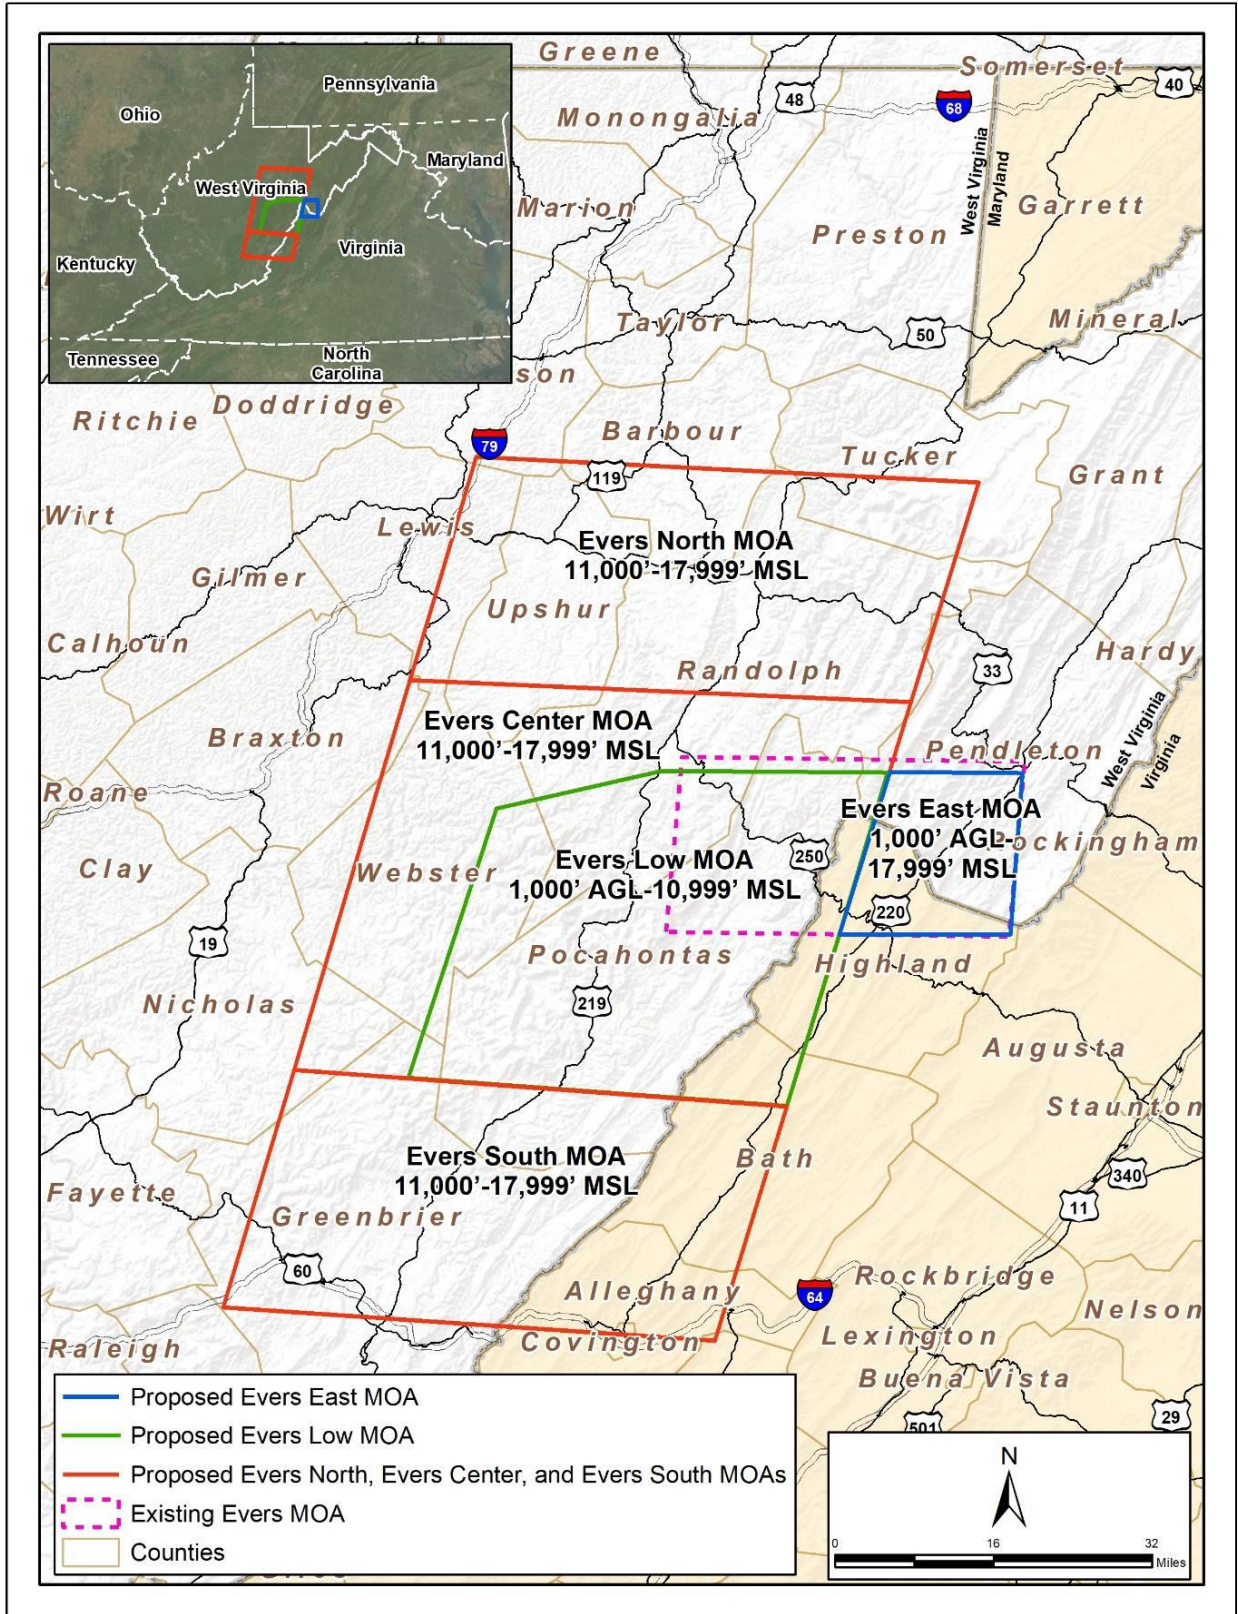 Greene
Somerset
40
Pennsylvania
48
68
Ohio
Monongalia
Maryland
West Virginia
Maryland
West Virginia
Marion
Garrett
Preston
Virginia
Kentucky
Taylor
50
Mineral
Tennessee
North
Carolina
son
Ritchie
Doddridge
79
Barbour
Tucker
Grant
119
Wirt
Lewis
Evers North MOA
11,000'-17,999' MSL
Gilmer
Upshur
Calhoun
Randolph
33
Hardy
Evers Center MOA
11,000'-17,999' MSL
Braxton
Pendleton
West Virginia
Virginia
Roane
Evers East MOA
1,000' AGL-
17,999' MSL
Rockingham
Clay
Webster
Evers Low MOA
1,000' AGL-10,999' MSL
250
220
19
Pocahontas
Highland
Nicholas
219
Augusta
Staunton
Evers South MOA
11,000'-17,999' MSL
Bath
340
Fayette
11
Greenbrier
60
Alleghany
64
Rockbridge
Nelson
Raleigh
Covington
Lexington
Buena Vista
29
501
Proposed Evers East MOA
Proposed Evers Low MOA
Proposed Evers North, Evers Center, and Evers South MOAs
Existing Evers MOA
Counties
N
0 16 32
Miles